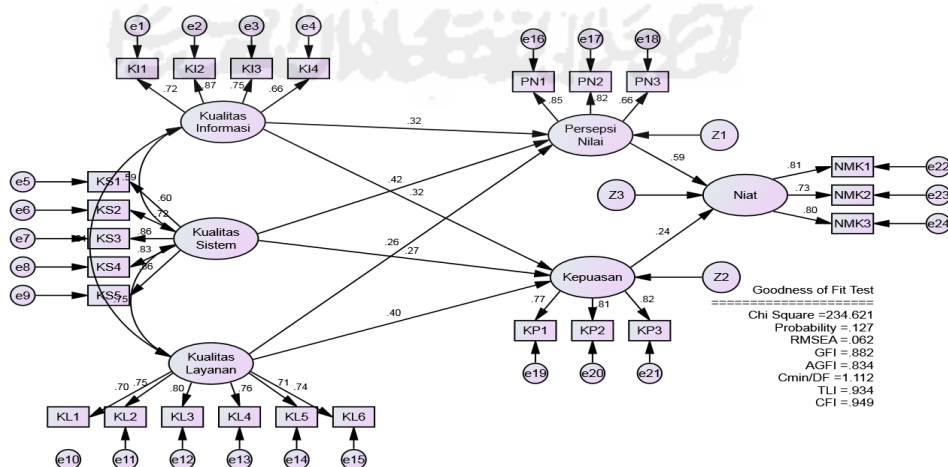 e1 e2 e3 e4
KI1 KI2 KI3 KI4
.72 .87 .75 .66
Kualitas
Informasi
e16 e17 e18
PN1 PN2 PN3
.85 .82 .66
Persepsi
Nilai
Z1
.32
.42
.32
.59
Z3
Niat
.81 NMK1 e22
.73 NMK2 e23
.80 NMK3 e24
e5 KS1
e6 KS2
e7 KS3
e8 KS4
e9 KS5
.59
.60
.72
.86
.83
.75
Kualitas
Sistem
.26
.27
.24
.40
Kepuasan
Z2
.77 .81 .82
KP1 KP2 KP3
e19 e20 e21
Kualitas
Layanan
.70 .75 .80 .76 .71 .74
KL1 KL2 KL3 KL4 KL5 KL6
e10 e11 e12 e13 e14 e15
Goodness of Fit Test
=====================
Chi Square =234.621
Probability =.127
RMSEA =.062
GFI =.882
AGFI =.834
Cmin/DF =1.112
TLI =.934
CFI =.949